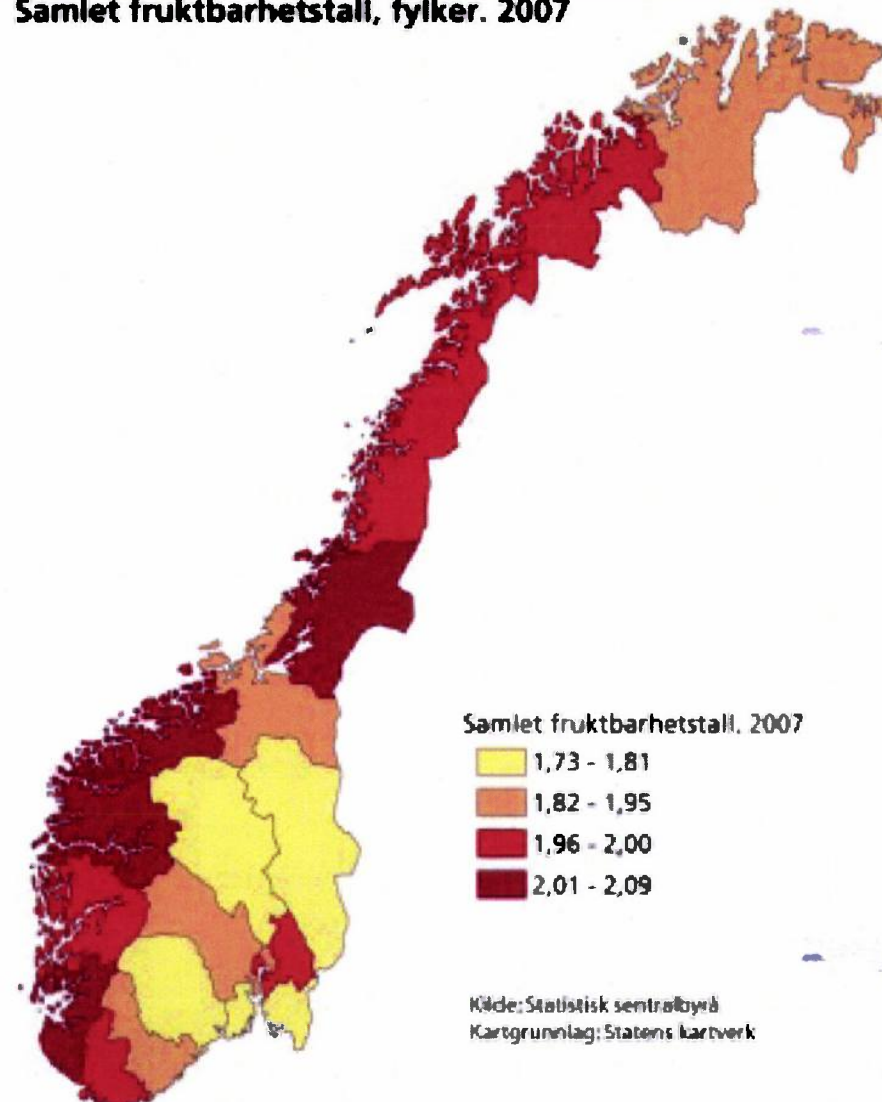 Samlet fruktbarhetstall, fylker. 2007
Samlet fruktbarhetstall. 2007
1,73 - 1,81
1,82 - 1,95
1,96 - 2,00
2,01 - 2,09
Kilde: Statistisk sentralbyrå
Kartgrunnlag: Statens kartverk